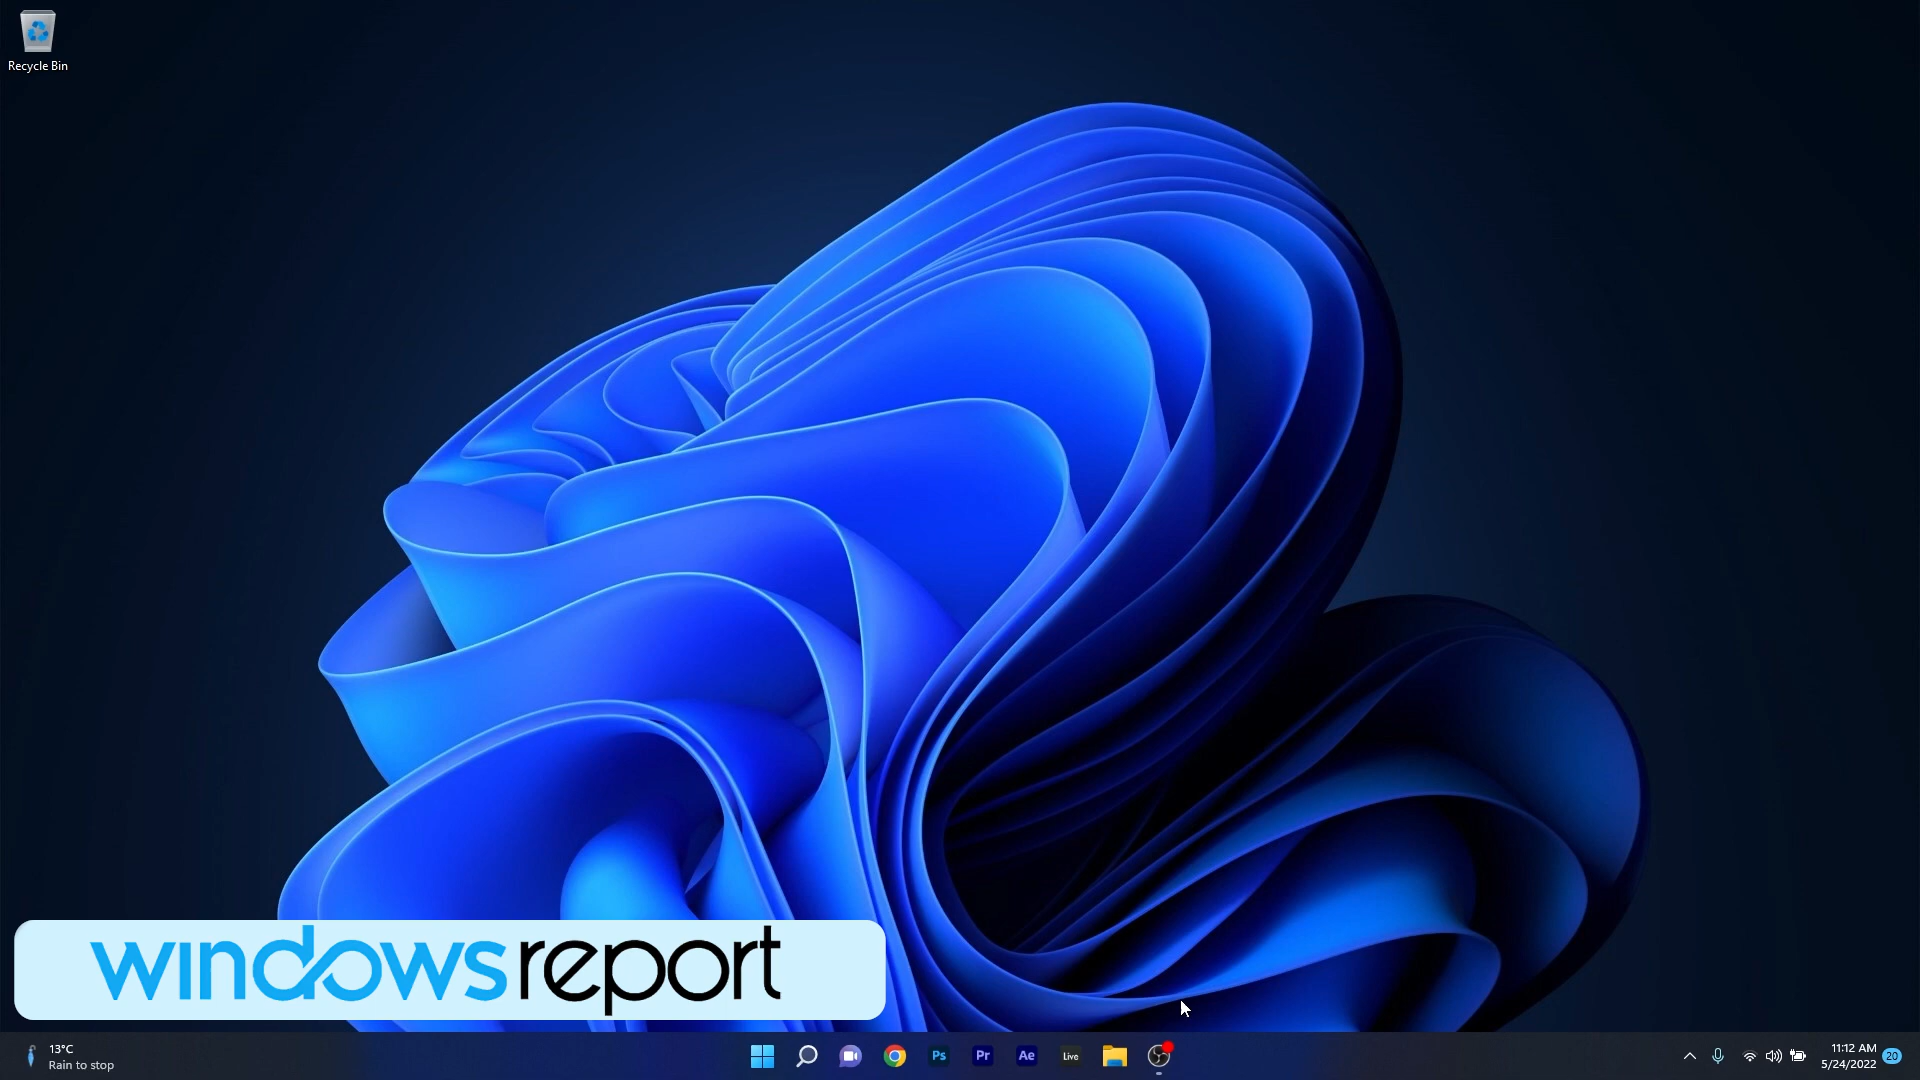 Recycle Bin
windowsreport
13°C
Rain to stop
Ps
Pr
Ae
Live
11:12 AM
5/24/2022
20